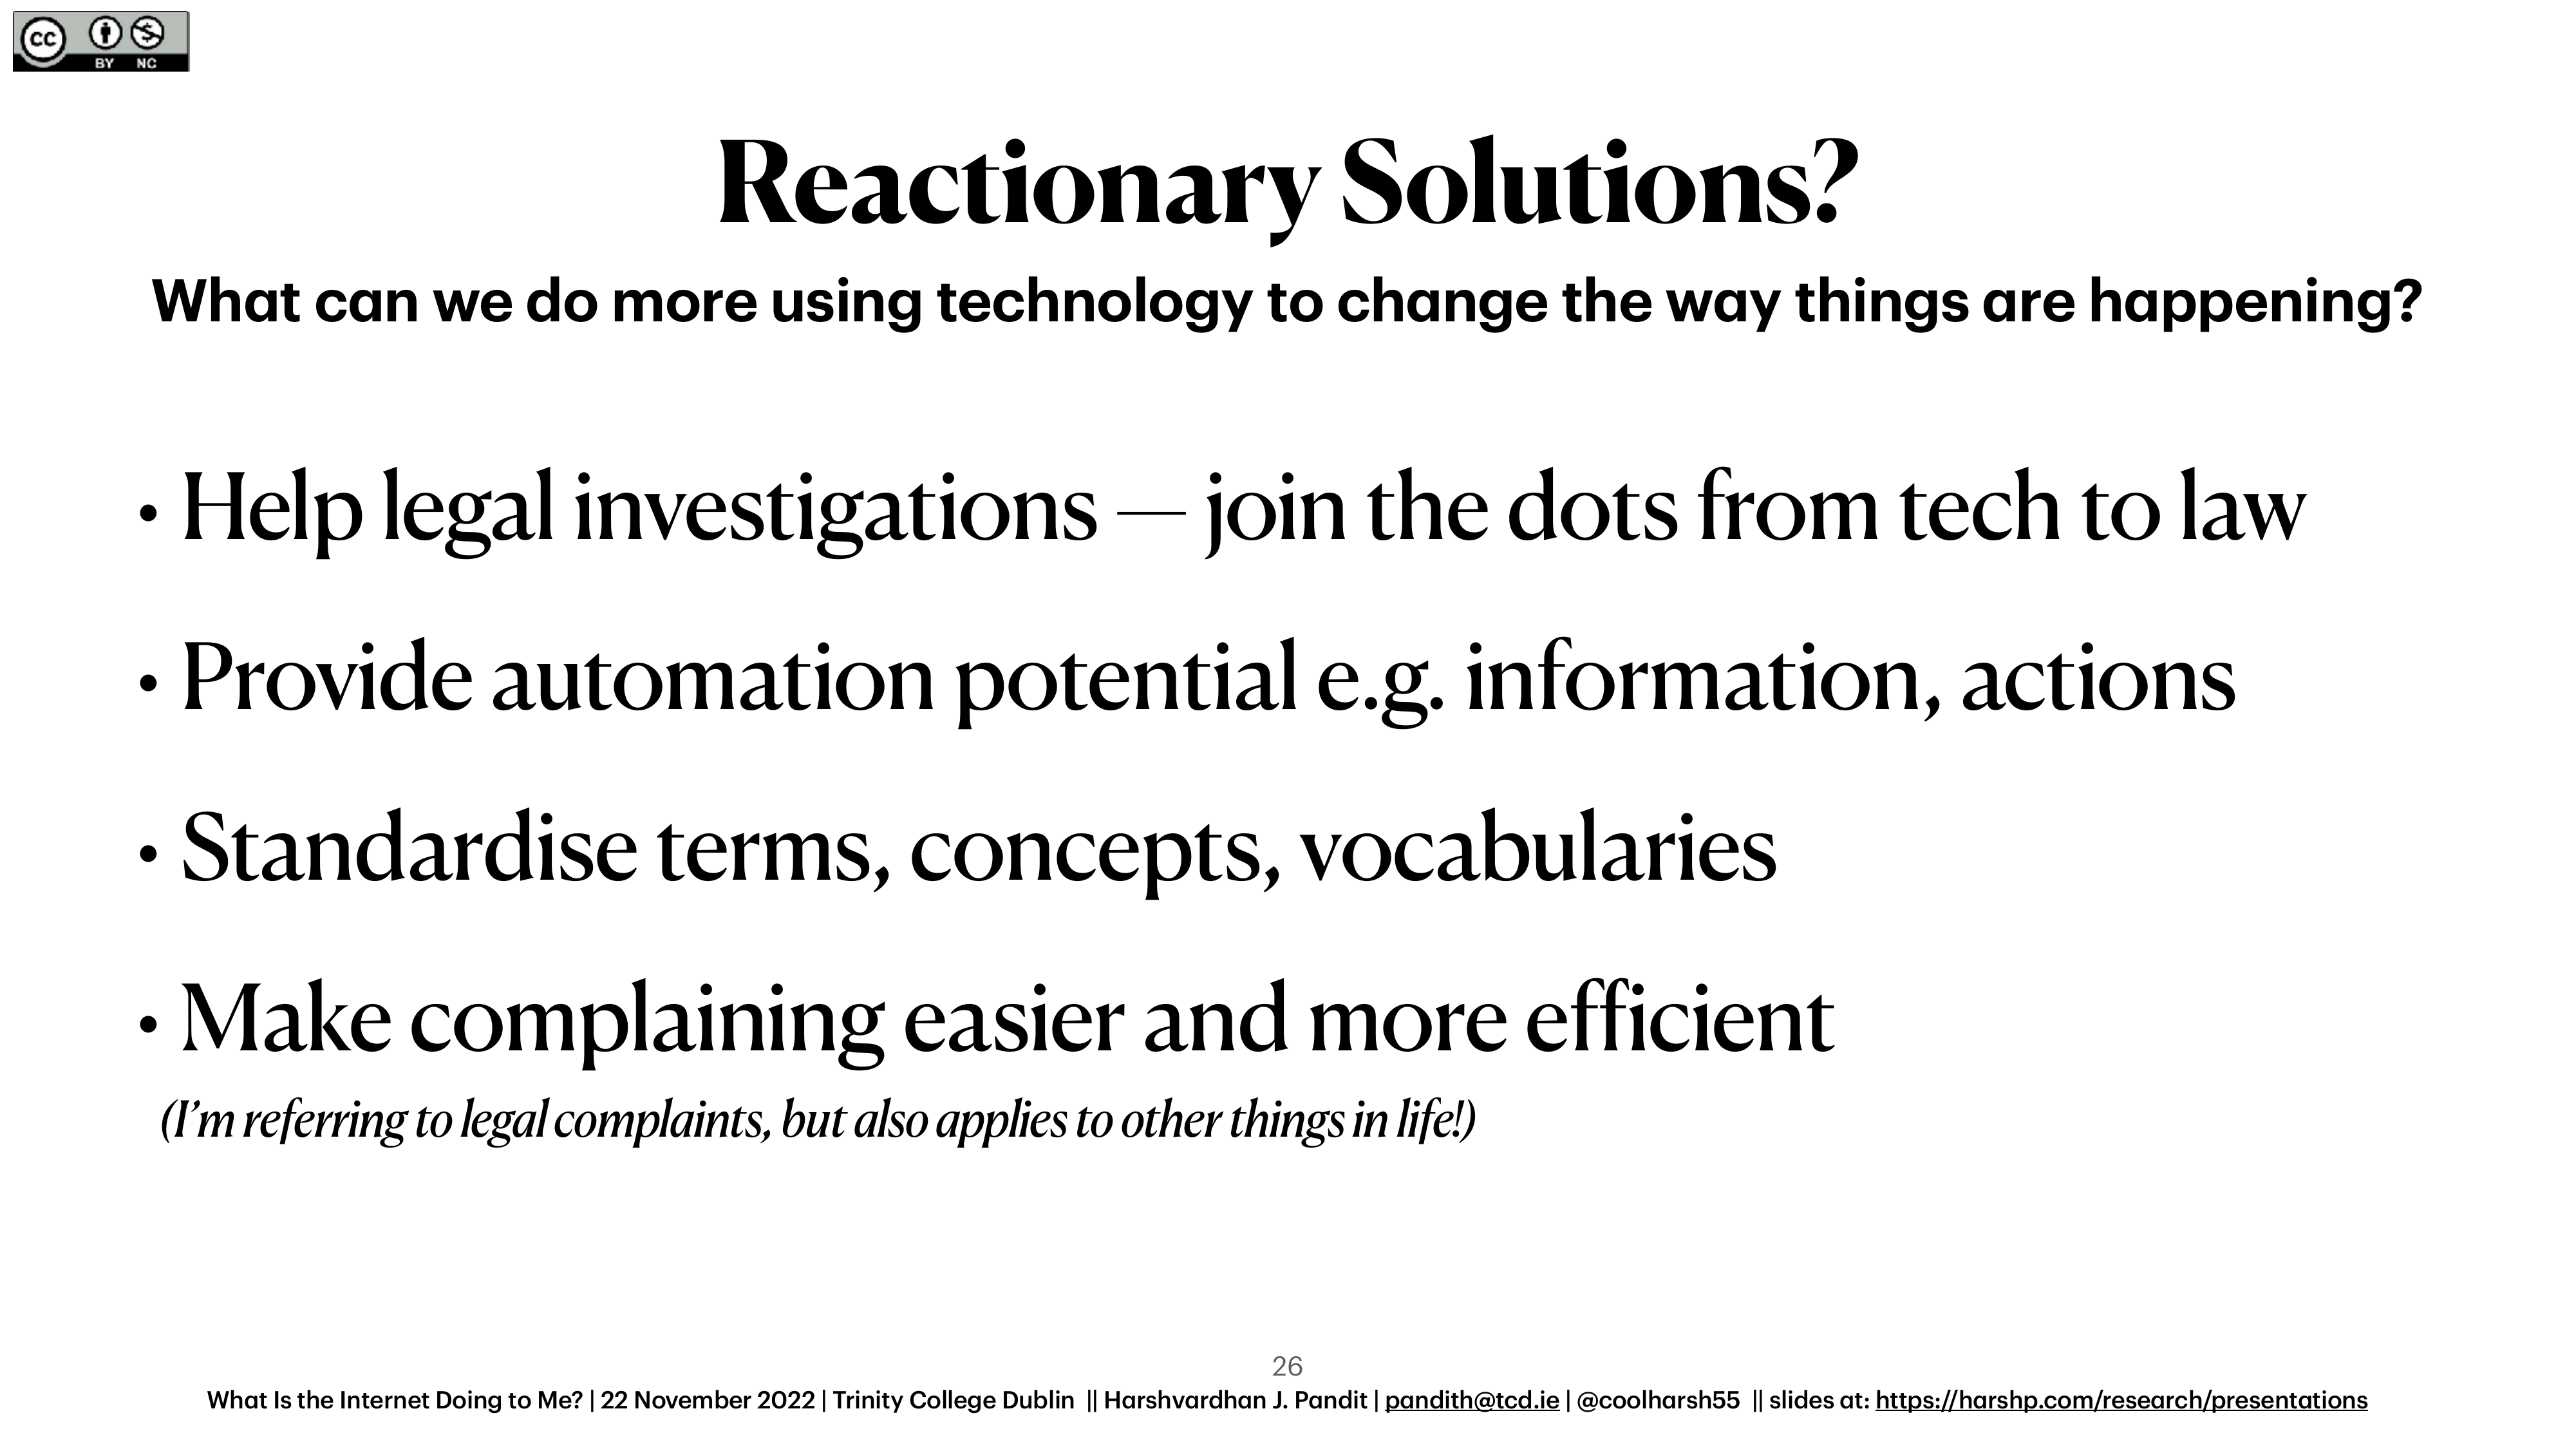 cc
BY NC
Reactionary Solutions?
What can we do more using technology to change the way things are happening?
• Help legal investigations — join the dots from tech to law
• Provide automation potential e.g. information, actions
• Standardise terms, concepts, vocabularies
• Make complaining easier and more efficient
(I'm referring to legal complaints, but also applies to other things in life!)
26
What Is the Internet Doing to Me? | 22 November 2022 | Trinity College Dublin || Harshvardhan J. Pandit | pandith@tcd.ie | @coolharsh55 || slides at: https://harshp.com/research/presentations